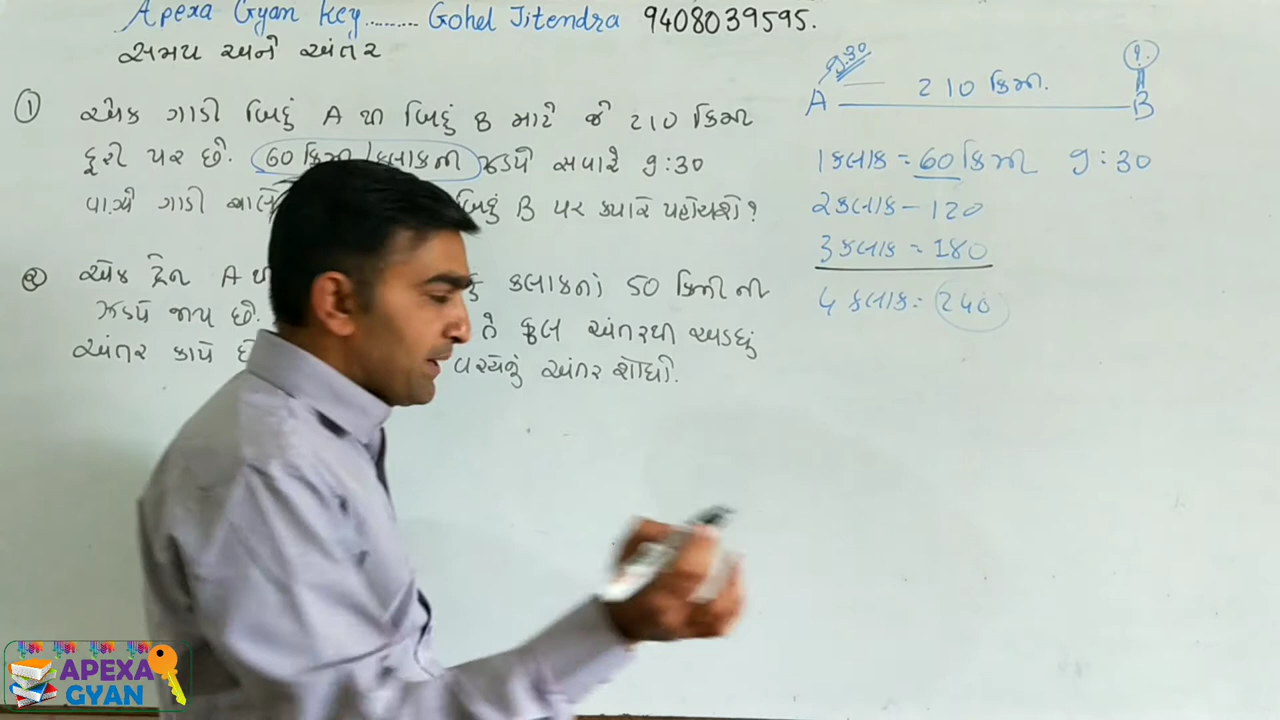 Apexa Gyan Key......... Gohel Jitendra 9408039595.
સમય અને અંતર
① એક ગાડી બિંદુ A થી બિંદુ B માટે જે 210 કિમી
દૂરી પર છે. 60 કિમી / કલાકની ઝડપે સવારે 9:30
વાગ્યે ગાડી ચાલે બિંદુ B પર ક્યારે પહોંચશે?
② એક ટ્રેન A થી કલાકનાં 50 કિમી ની
ઝડપે જાય છે. તે કુલ અંતરથી અડધું
અંતર કાપે છે વચ્ચેનું અંતર શોધો.
9:30
?
A 210 કિમી. B
1 કલાક = 60 કિમી 9:30
2 કલાક - 120
3 કલાક = 180
4 કલાક = 240
APEXA
GYAN